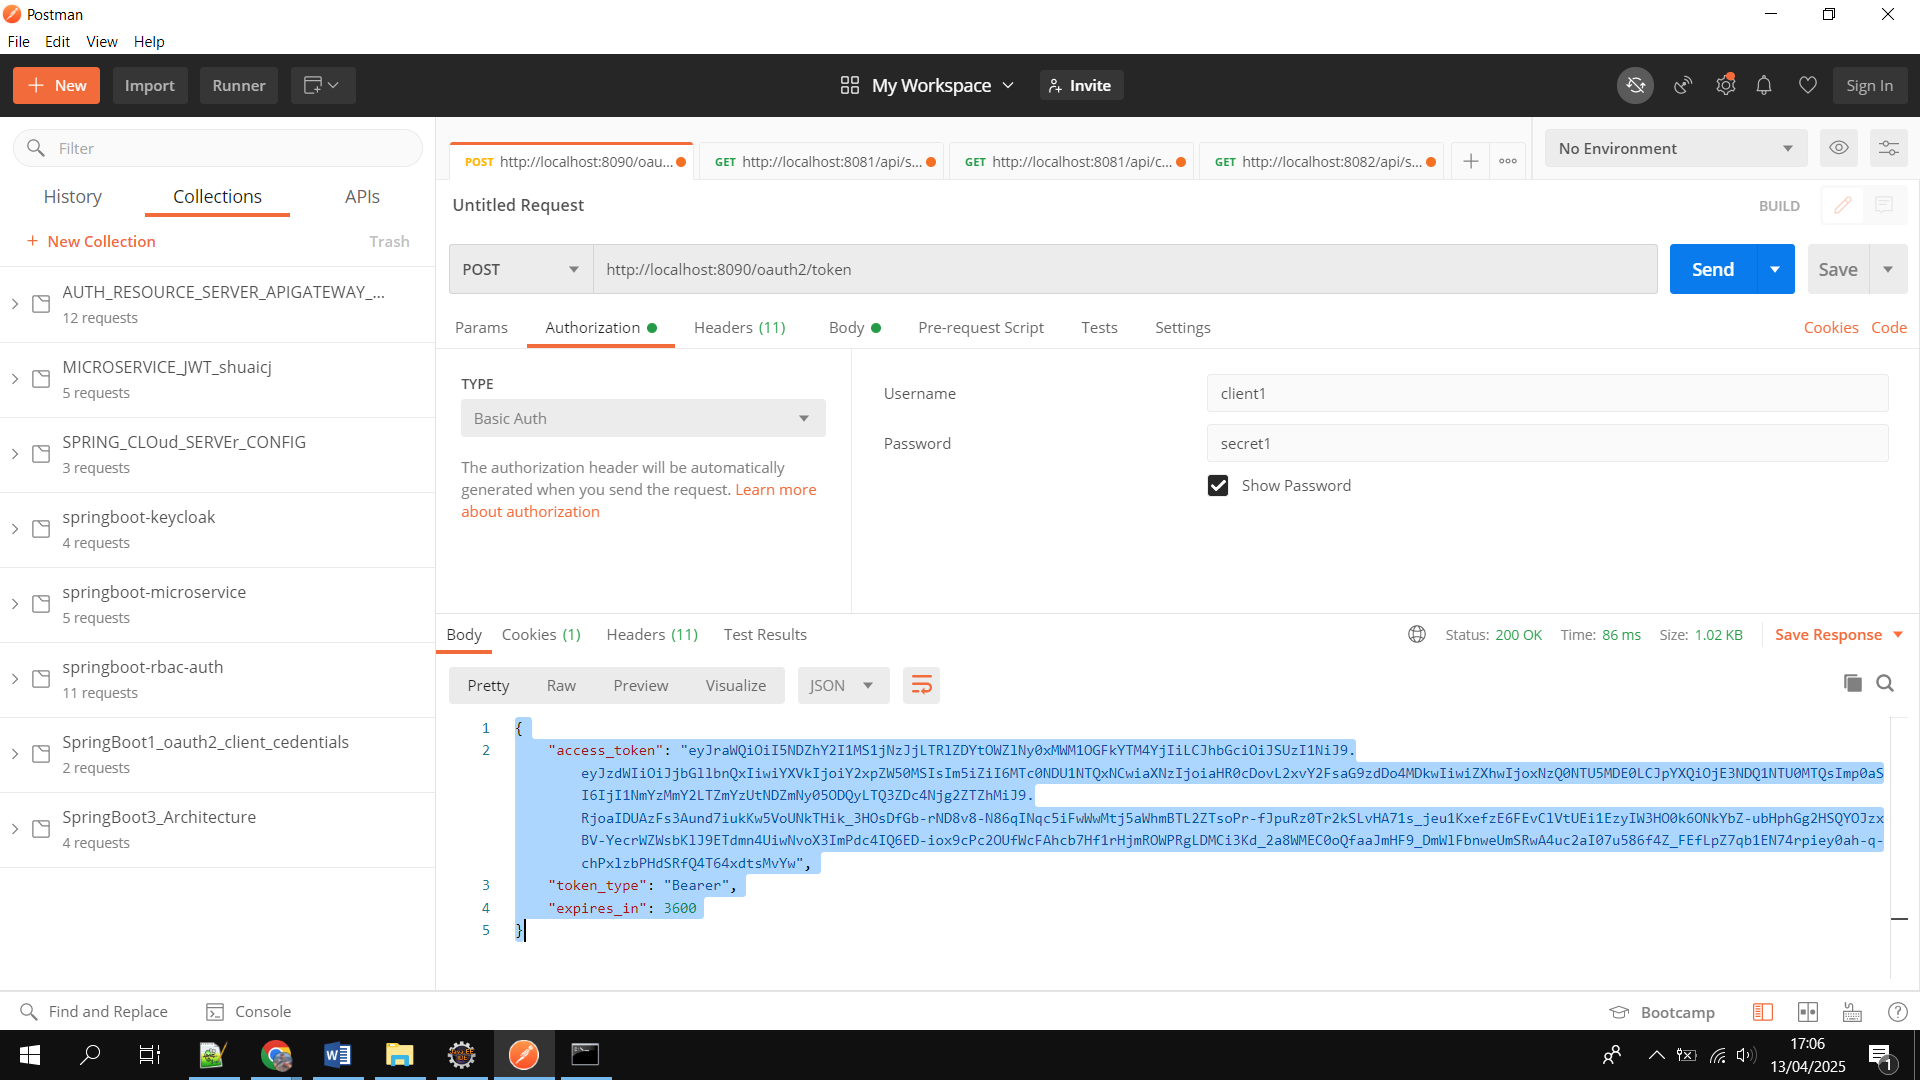 Postman
File Edit View Help
New Import Runner My Workspace Invite Sign In
Filter
History Collections APIs
+ New Collection Trash
AUTH_RESOURCE_SERVER_APIGATEWAY_...
12 requests
MICROSERVICE_JWT_shuaicj
5 requests
SPRING_CLOud_SERVEr_CONFIG
3 requests
springboot-keycloak
4 requests
springboot-microservice
5 requests
springboot-rbac-auth
11 requests
SpringBoot1_oauth2_client_cedentials
2 requests
SpringBoot3_Architecture
4 requests
POST http://localhost:8090/oau... GET http://localhost:8081/api/s... GET http://localhost:8081/api/c... GET http://localhost:8082/api/s... No Environment
Untitled Request BUILD
POST http://localhost:8090/oauth2/token Send Save
Params Authorization Headers (11) Body Pre-request Script Tests Settings Cookies Code
TYPE
Basic Auth
The authorization header will be automatically
generated when you send the request. Learn more
about authorization
Username client1
Password secret1
Show Password
Body Cookies (1) Headers (11) Test Results Status: 200 OK Time: 86 ms Size: 1.02 KB Save Response
Pretty Raw Preview Visualize JSON
1 {
2 "access_token": "eyJraWQiOiI5NDZhY2I1MS1jNzJjLTRlZDYtOWZlNy0xMWM1OGFkYTM4YjIiLCJhbGciOiJSUzI1NiJ9.
eyJzdWIiOiJjbGllbnQxIiwiYXVkIjoiY2xpZW50MSIsIm5iZiI6MTc0NDU1NTQxNCwiaXNzIjoiaHR0cDovL2xvY2FsaG9zdDo4MDkwIiwiZXhwIjoxNzQ0NTU5MDE0LCJpYXQiOjE3NDQ1NTU0MTQsImp0aS
I6IjI1NmYzMmY2LTZmYzUtNDZmNy05ODQyLTQ3ZDc4Njg2ZTZhMiJ9.
RjoaIDUAzFs3Aund7iukKw5VoUNkTHik_3HOsDfGb-rND8v8-N86qINqc5iFwWwMtj5aWhmBTL2ZTsoPr-fJpuRz0Tr2kSLvHA71s_jeu1KxefzE6FEvClVtUEi1EzyIW3HO0k6ONkYbZ-ubHphGg2HSQYOJzx
BV-YecrWZWsbKlJ9ETdmn4UiwNvoX3ImPdc4IQ6ED-iox9cPc2OUfWcFAhcb7Hf1rHjmROWPRgLDMCi3Kd_2a8WMEC0oQfaaJmHF9_DmWlFbnweUmSRwA4uc2aI07u586f4Z_FEfLpZ7qb1EN74rpiey0ah-q-
chPxlzbPHdSRfQ4T64xdtsMvYw",
3 "token_type": "Bearer",
4 "expires_in": 3600
5 }
Find and Replace Console Bootcamp
17:06
13/04/2025
1